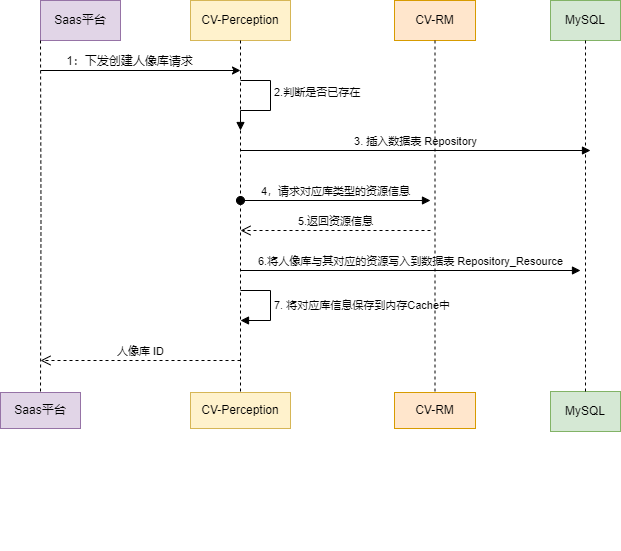 Saas平台
CV-Perception
CV-RM
MySQL
1：下发创建人像库请求
2.判断是否已存在
3. 插入数据表 Repository
4，请求对应库类型的资源信息
5.返回资源信息
6.将人像库与其对应的资源写入到数据表 Repository_Resource
7. 将对应库信息保存到内存Cache中
人像库 ID
Saas平台
CV-Perception
CV-RM
MySQL